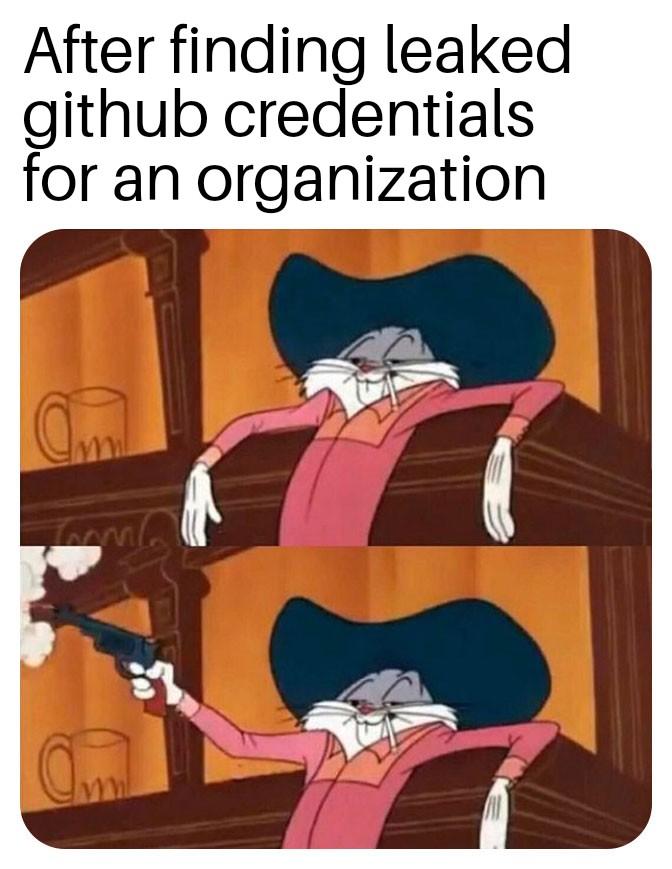 After finding leaked
github credentials
for an organization